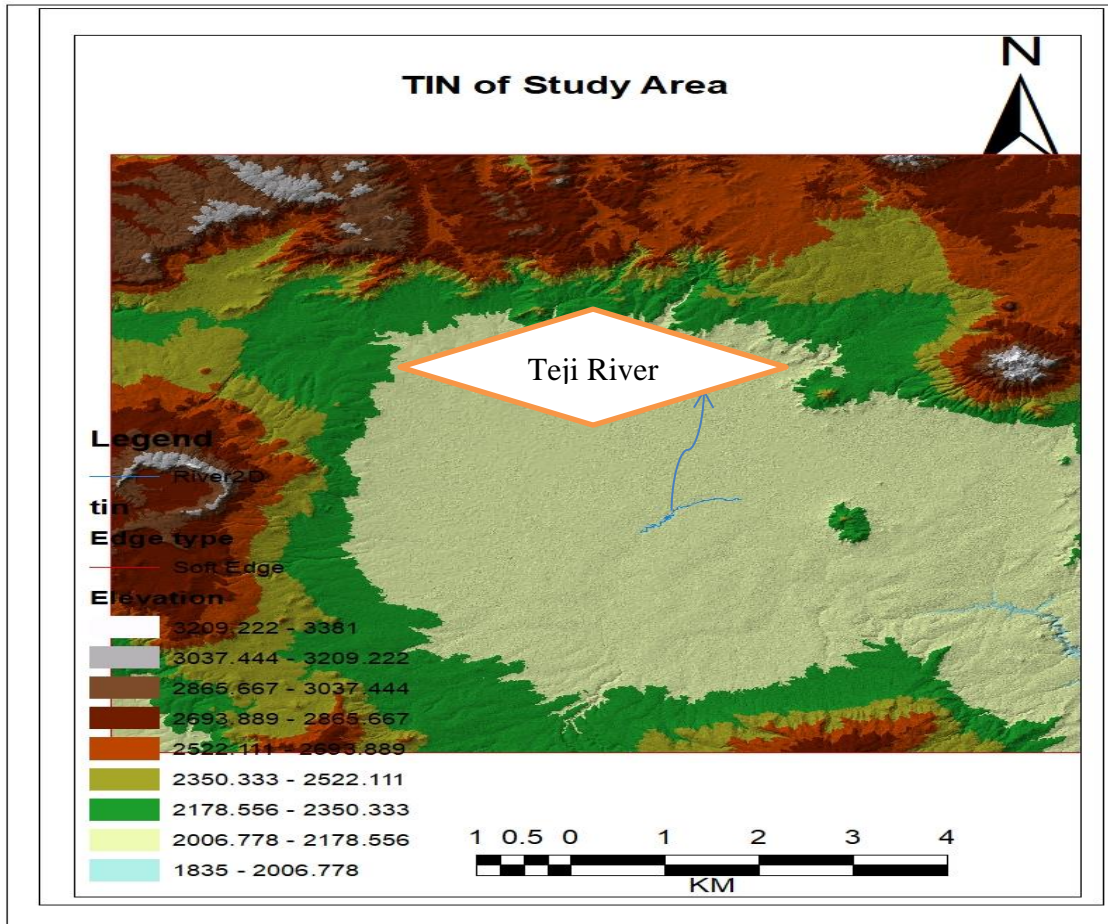 N
TIN of Study Area
Teji River
Legend
River2D
tin
Edge type
Soft Edge
Elevation
3209.222 - 3381
3037.444 - 3209.222
2865.667 - 3037.444
2693.889 - 2865.667
2522.111 - 2693.889
2350.333 - 2522.111
2178.556 - 2350.333
2006.778 - 2178.556
1835 - 2006.778
1 0.5 0 1 2 3 4
KM